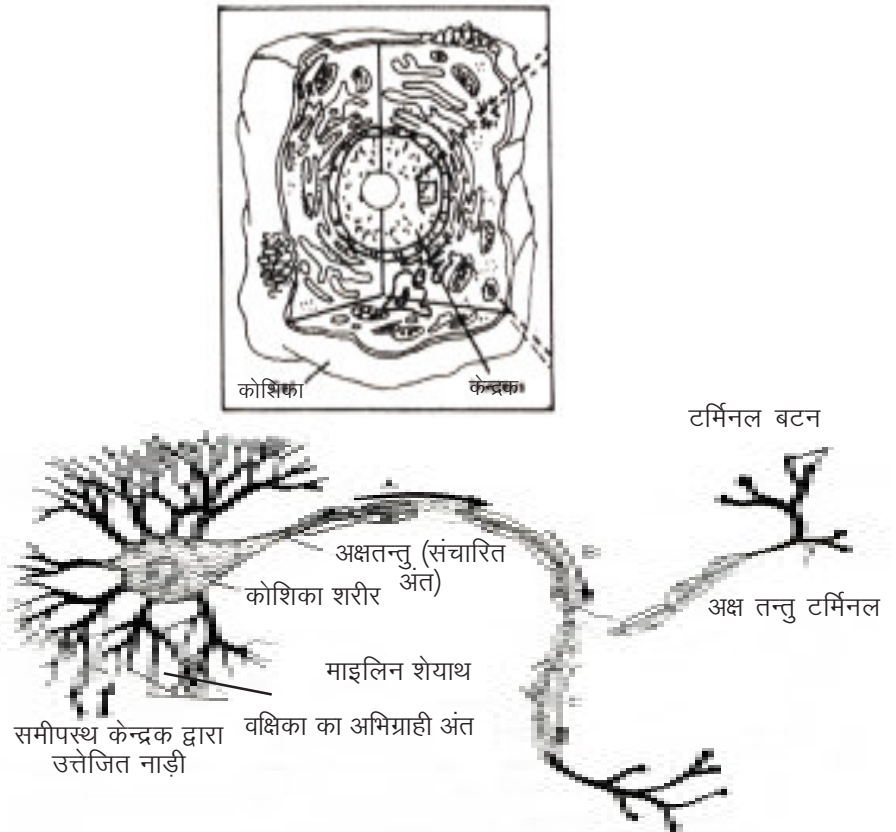 कोशिका
केन्द्रक
टर्मिनल बटन
अक्षतन्तु (संचारित
अंत)
कोशिका शरीर
अक्ष तन्तु टर्मिनल
माइलिन शेयाथ
वक्षिका का अभिग्राही अंत
समीपस्थ केन्द्रक द्वारा
उत्तेजित नाड़ी